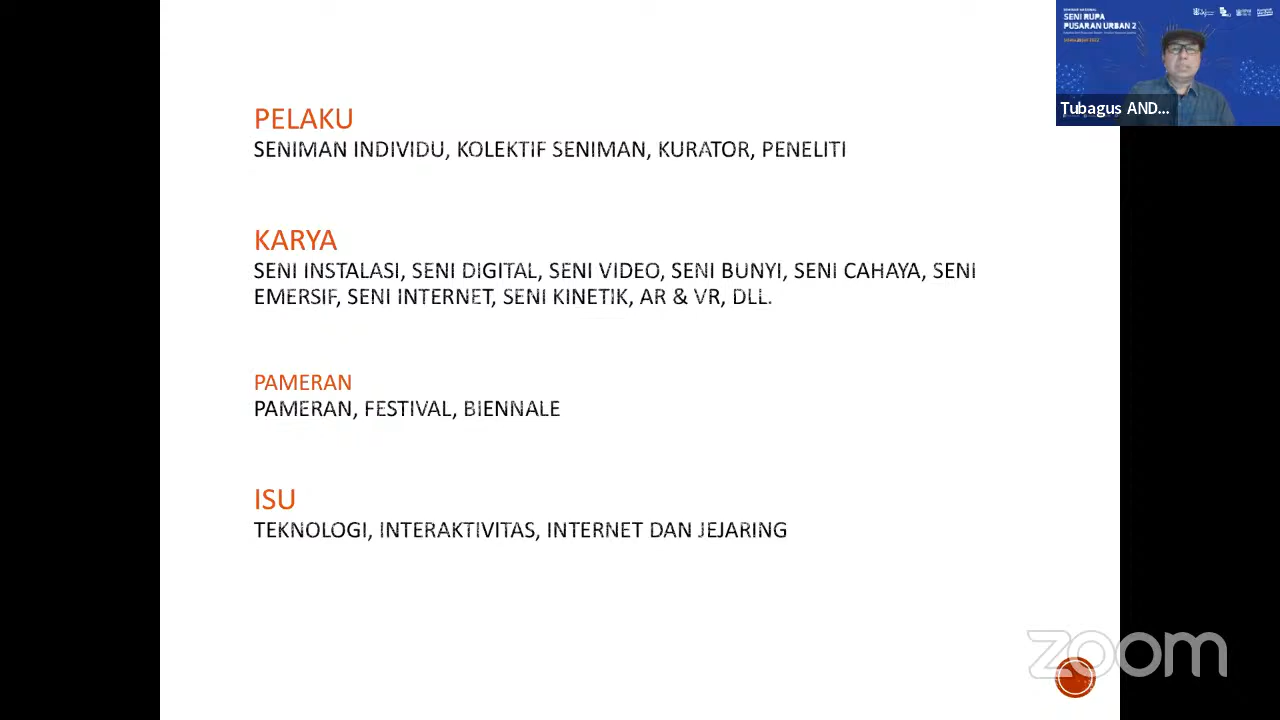 PELAKU
SENIMAN INDIVIDU, KOLEKTIF SENIMAN, KURATOR, PENELITI
KARYA
SENI INSTALASI, SENI DIGITAL, SENI VIDEO, SENI BUNYI, SENI CAHAYA, SENI
EMERSIF, SENI INTERNET, SENI KINETIK, AR & VR, DLL.
PAMERAN
PAMERAN, FESTIVAL, BIENNALE
ISU
TEKNOLOGI, INTERAKTIVITAS, INTERNET DAN JEJARING
SEMINAR NASIONAL
SENI RUPA
PUSARAN URBAN 2
Tubagus AND...
zoom